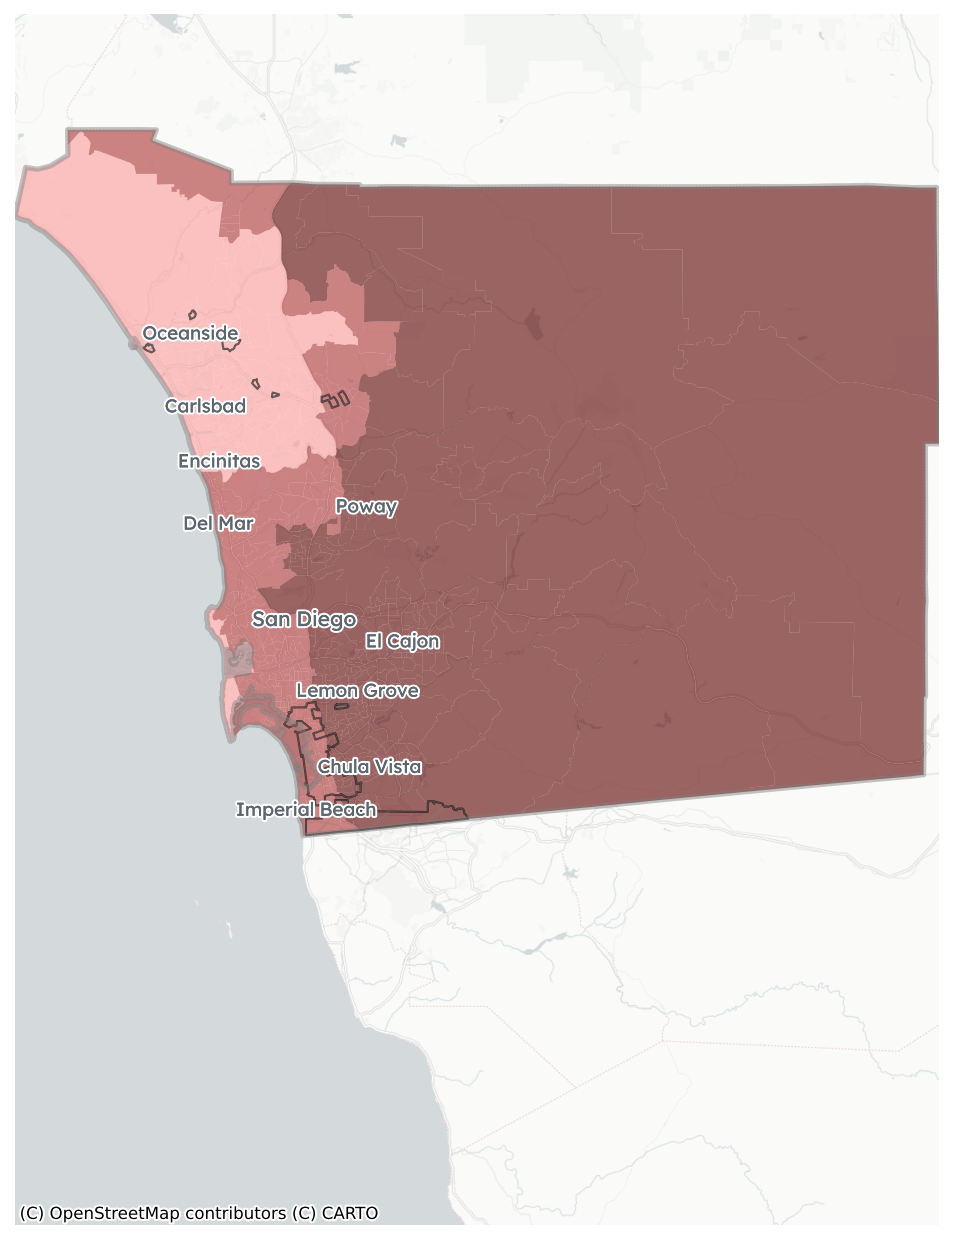 Oceanside
Carlsbad
Encinitas
Poway
Del Mar
San Diego
El Cajon
Lemon Grove
Chula Vista
Imperial Beach
(C) OpenStreetMap contributors (C) CARTO